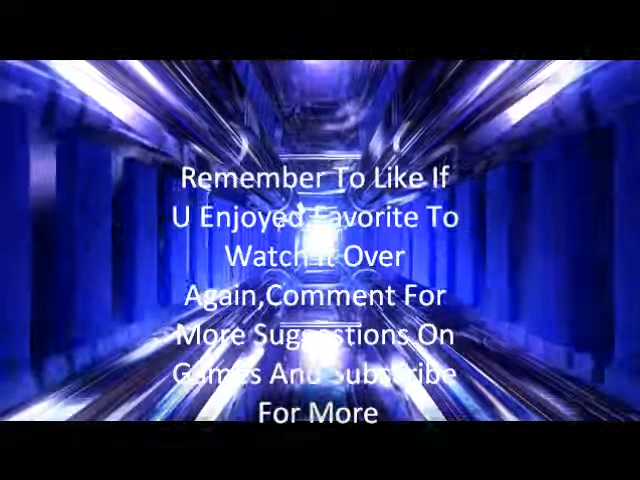 Remember To Like If
U Enjoyed,Favorite To
Watch It Over
Again,Comment For
More Suggestions On
Games And Subscribe
For More